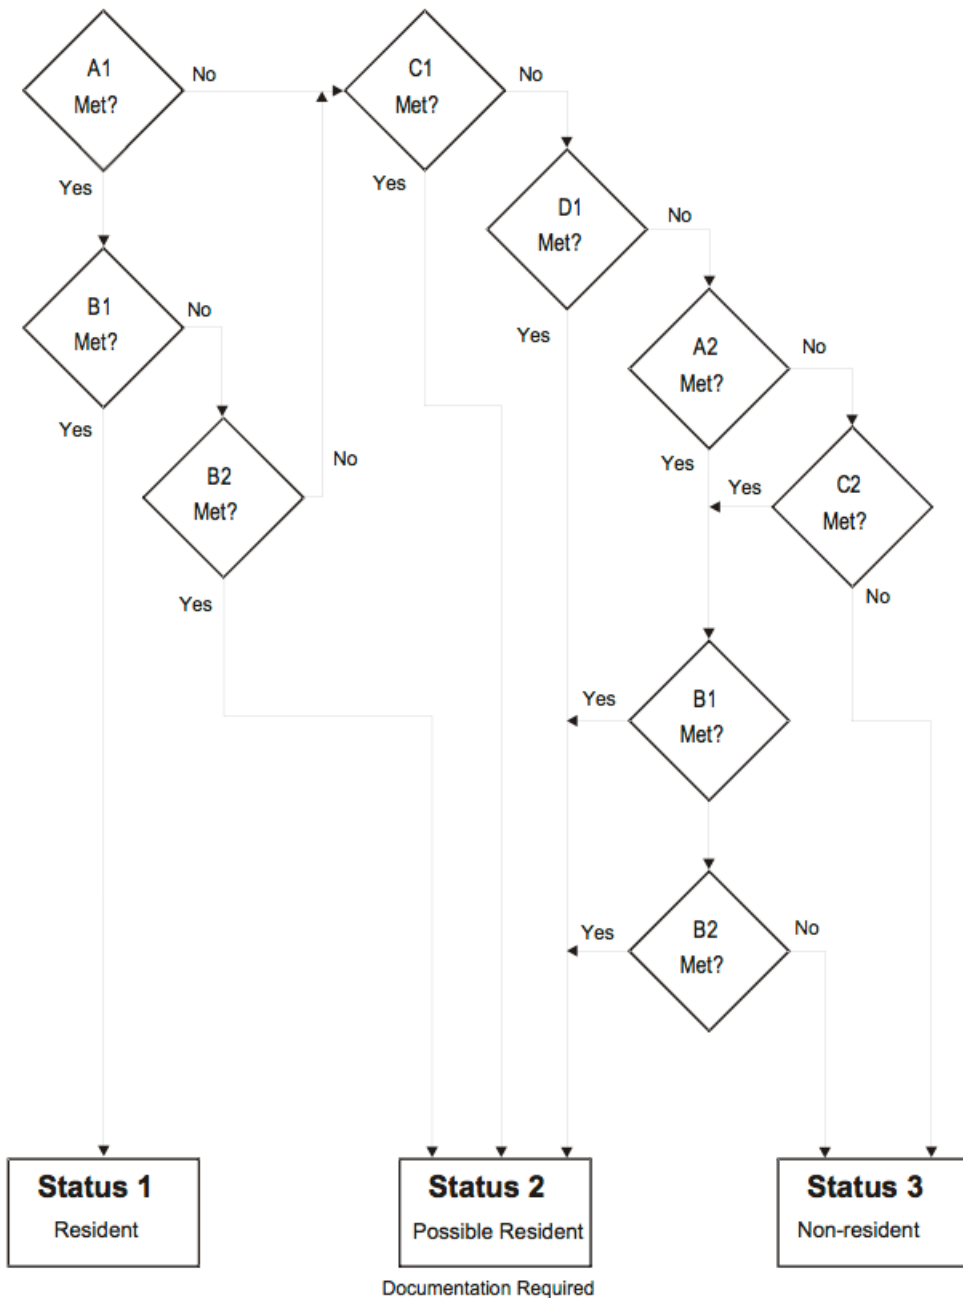 A1
Met?
No
C1
Met?
No
Yes
Yes
D1
Met?
No
B1
Met?
No
Yes
A2
Met?
No
Yes
B2
Met?
No
Yes
Yes
C2
Met?
Yes
No
B1
Met?
Yes
B2
Met?
Yes
No
Status 1
Resident
Status 2
Possible Resident
Status 3
Non-resident
Documentation Required